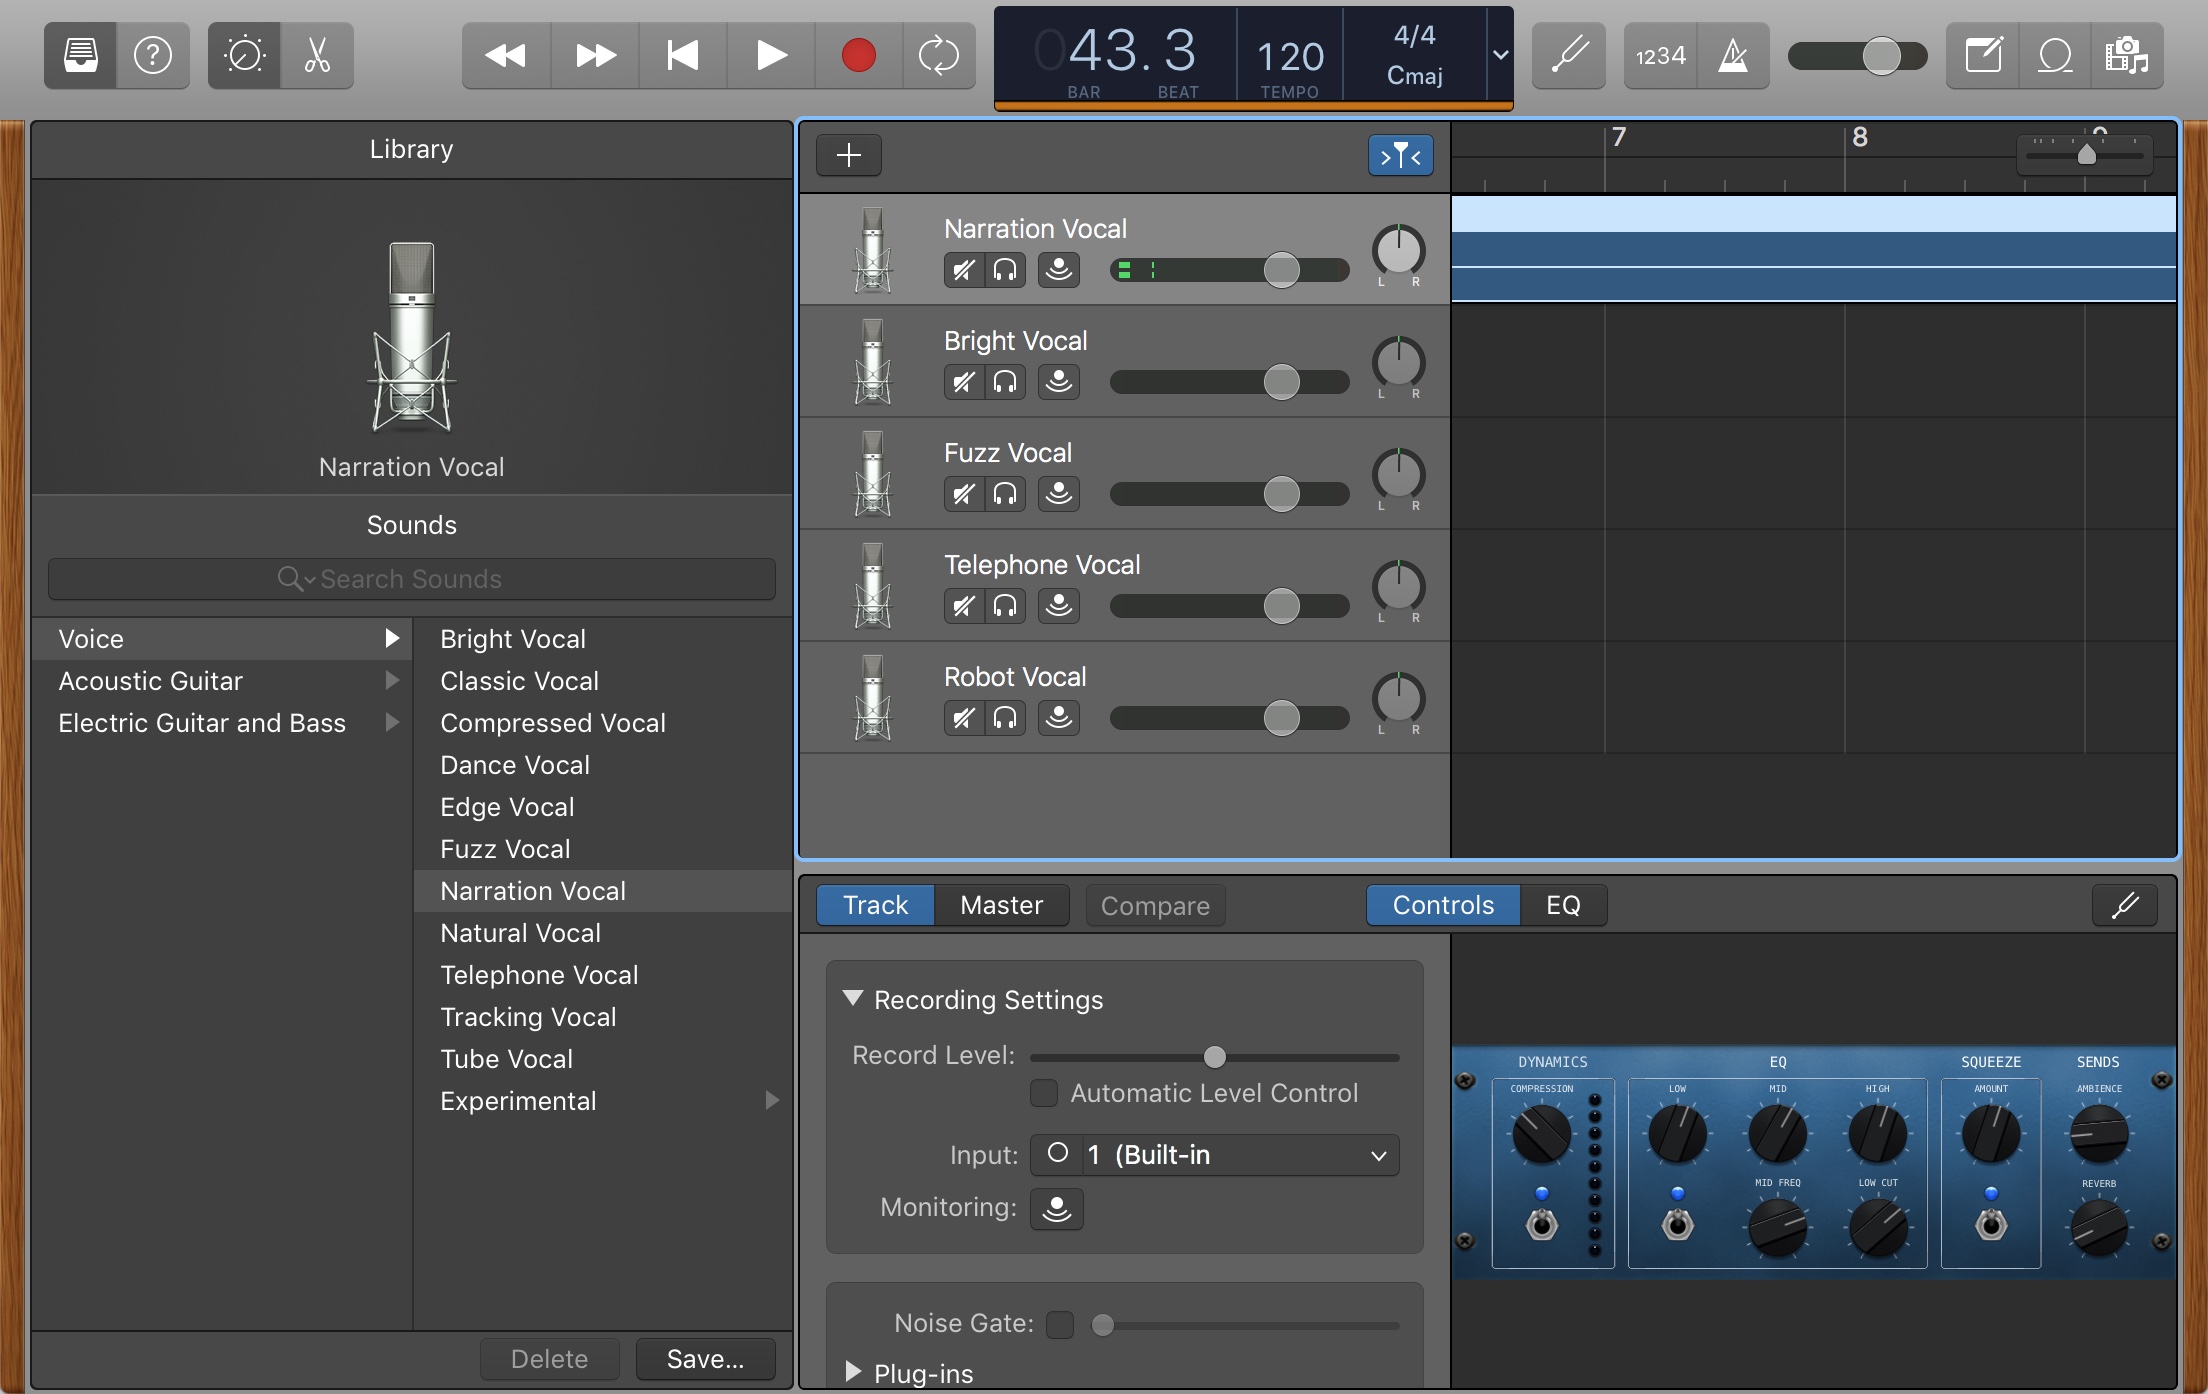 ?
043.3
BAR
BEAT
120
TEMPO
4/4
Cmaj
1234
Library
Narration Vocal
Sounds
Search Sounds
Voice
Acoustic Guitar
Electric Guitar and Bass
Bright Vocal
Classic Vocal
Compressed Vocal
Dance Vocal
Edge Vocal
Fuzz Vocal
Narration Vocal
Natural Vocal
Telephone Vocal
Tracking Vocal
Tube Vocal
Experimental
Delete
Save...
7
8
9
Narration Vocal
L R
Bright Vocal
L R
Fuzz Vocal
L R
Telephone Vocal
L R
Robot Vocal
L R
Track
Master
Compare
Controls
EQ
Recording Settings
Record Level:
Automatic Level Control
Input:
1 (Built-in
Monitoring:
Noise Gate:
Plug-ins
DYNAMICS
EQ
SQUEEZE
SENDS
COMPRESSION
LOW
MID
HIGH
AMOUNT
AMBIENCE
MID FREQ
LOW CUT
REVERB